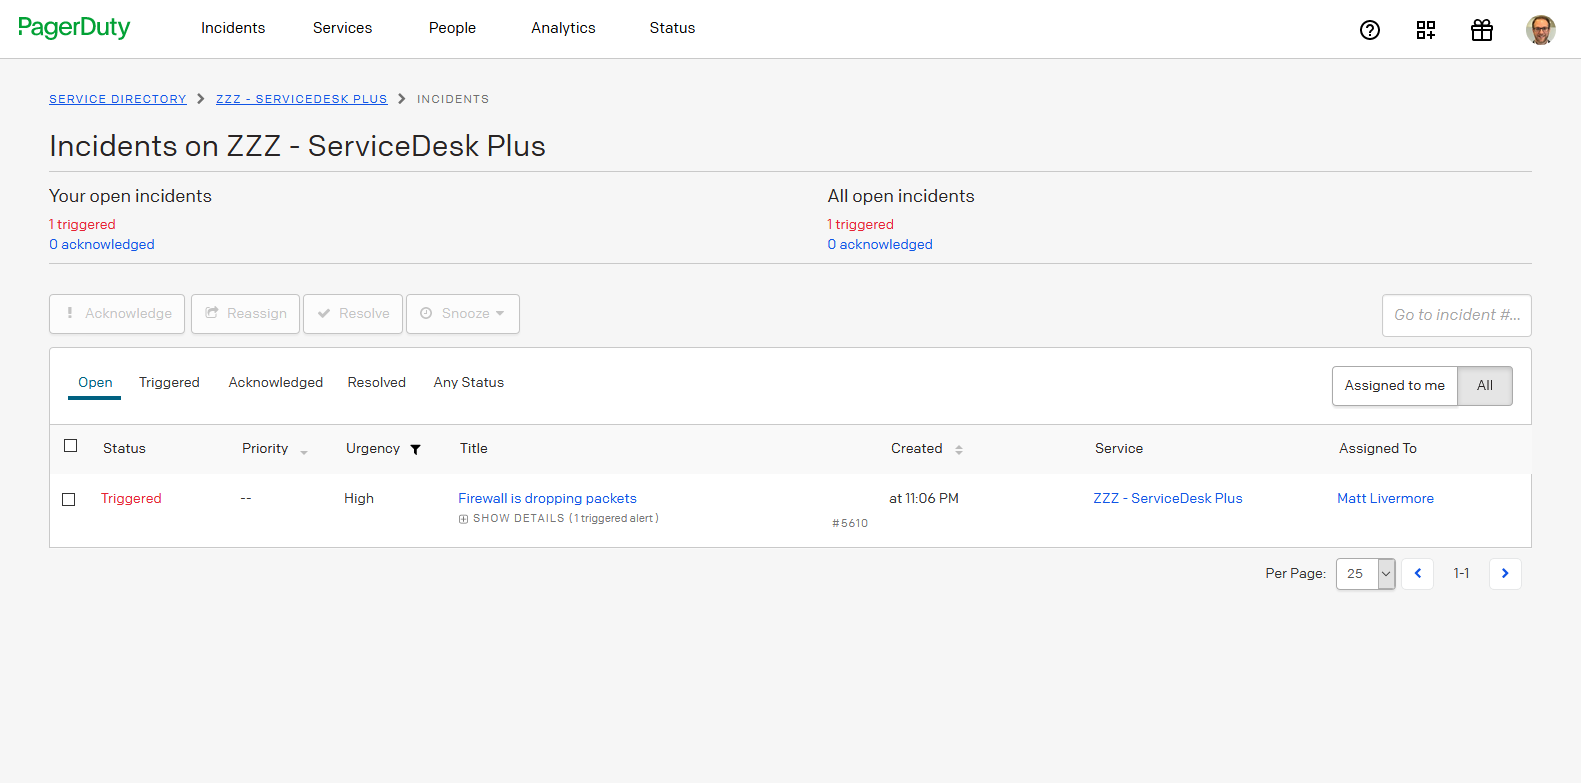 PagerDuty Incidents Services People Analytics Status
SERVICE DIRECTORY ZZZ - SERVICEDESK PLUS INCIDENTS
Incidents on ZZZ - ServiceDesk Plus
Your open incidents
1 triggered
0 acknowledged
All open incidents
1 triggered
0 acknowledged
Acknowledge Reassign Resolve Snooze Go to incident #...
Open Triggered Acknowledged Resolved Any Status Assigned to me All
Status Priority Urgency Title Created Service Assigned To
Triggered -- High Firewall is dropping packets at 11:06 PM ZZZ - ServiceDesk Plus Matt Livermore
SHOW DETAILS (1 triggered alert)
#5610
Per Page: 25 1-1